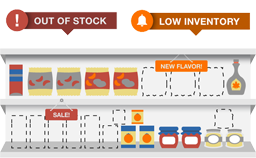 OUT OF STOCK
LOW INVENTORY
NEW FLAVOR!
SALE!